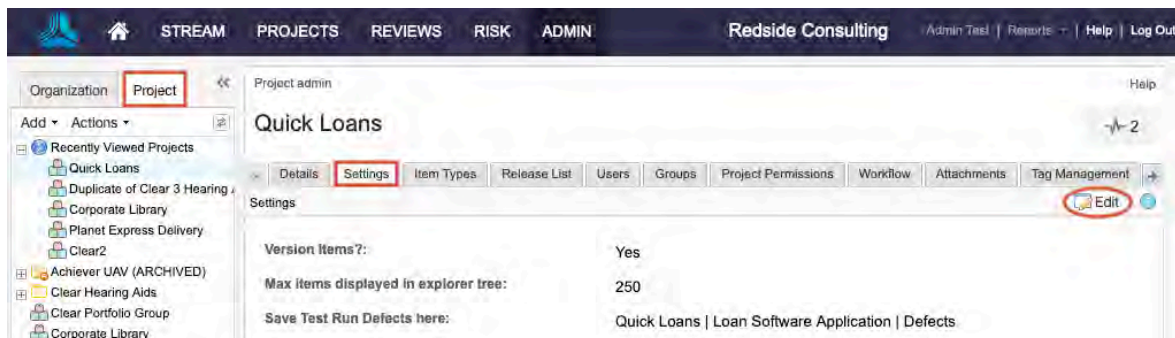 STREAM PROJECTS REVIEWS RISK ADMIN Redside Consulting Admin Test | Reports | Help | Log Out
Organization Project Project admin Help
Add Actions Quick Loans 2
Recently Viewed Projects
Quick Loans Details Settings Item Types Release List Users Groups Project Permissions Workflow Attachments Tag Management
Duplicate of Clear 3 Hearing
Corporate Library Settings Edit
Planet Express Delivery
Clear2 Version Items?: Yes
Achiever UAV (ARCHIVED)
Clear Hearing Aids Max items displayed in explorer tree: 250
Clear Portfolio Group Save Test Run Defects here: Quick Loans | Loan Software Application | Defects
Corporate Library